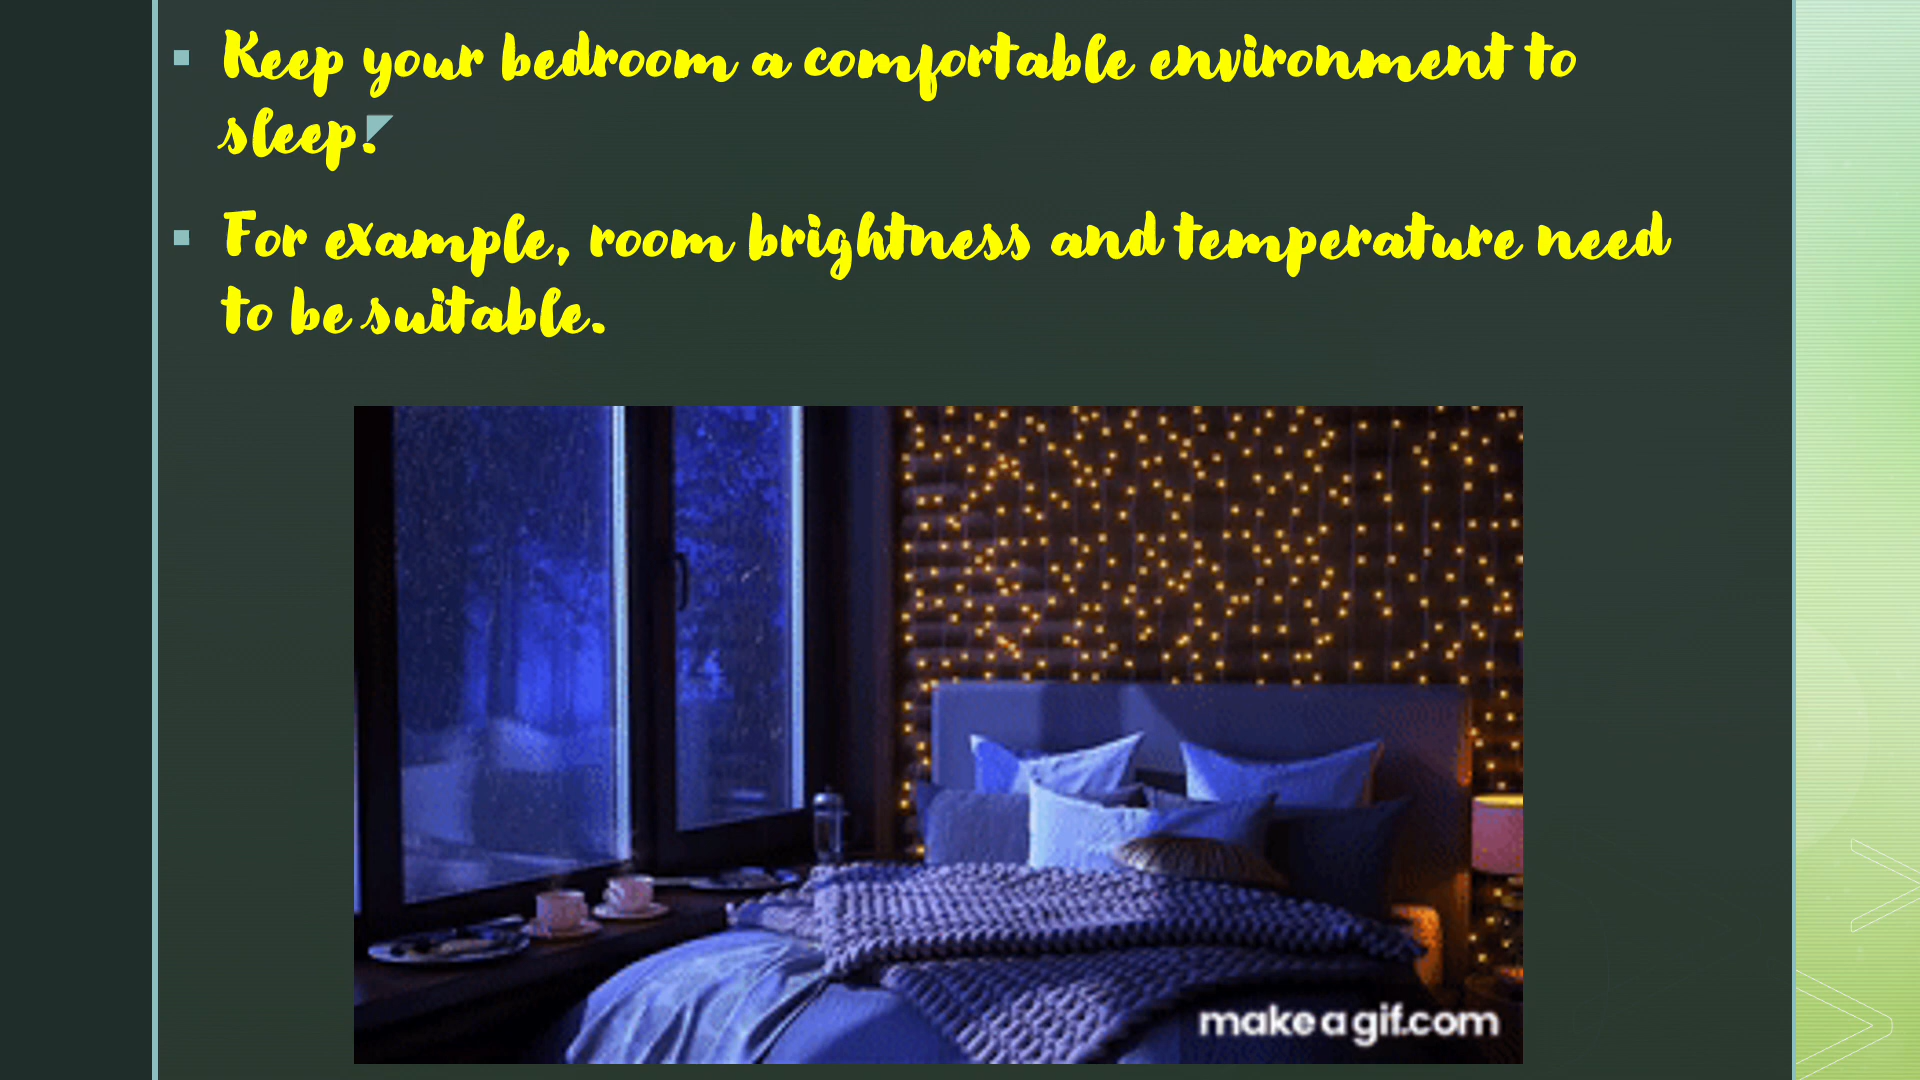 Keep your bedroom a comfortable environment to
sleep!
For example, room brightness and temperature need
to be suitable.
makeagif.com